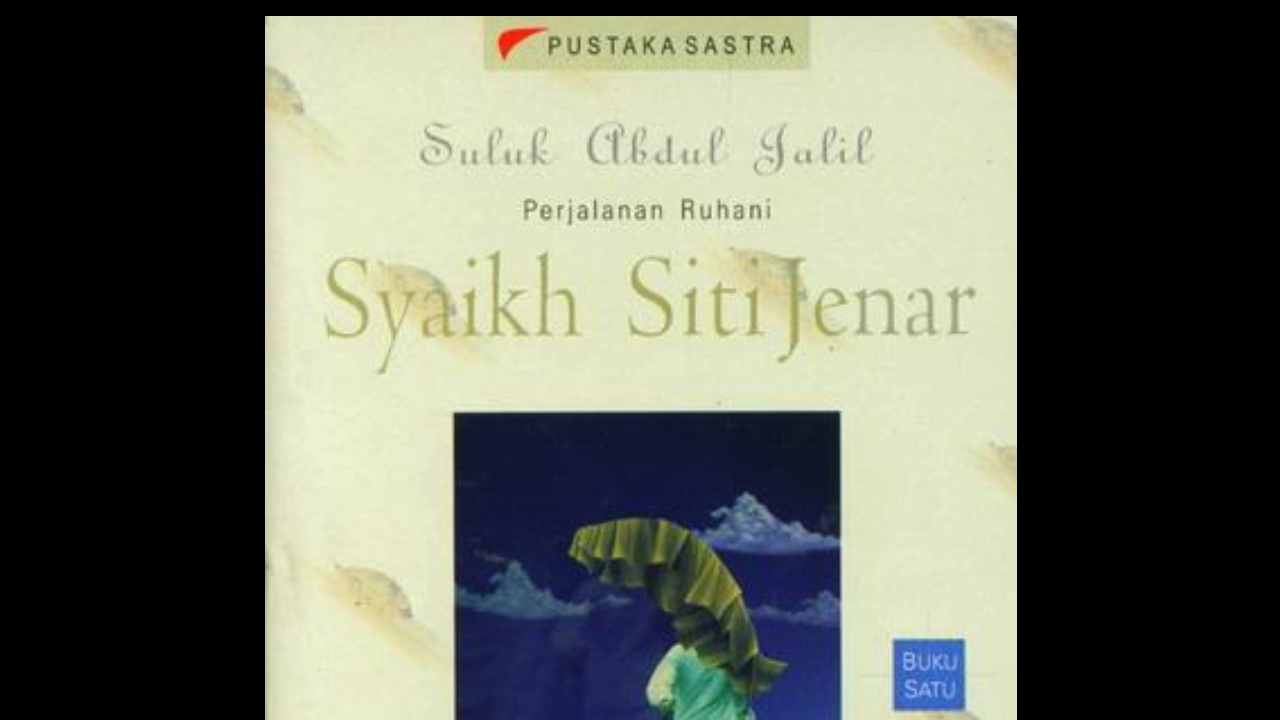 PUSTAKA SASTRA
Suluk Abdul Jalil
Perjalanan Ruhani
Syaikh Siti Jenar
BUKU
SATU